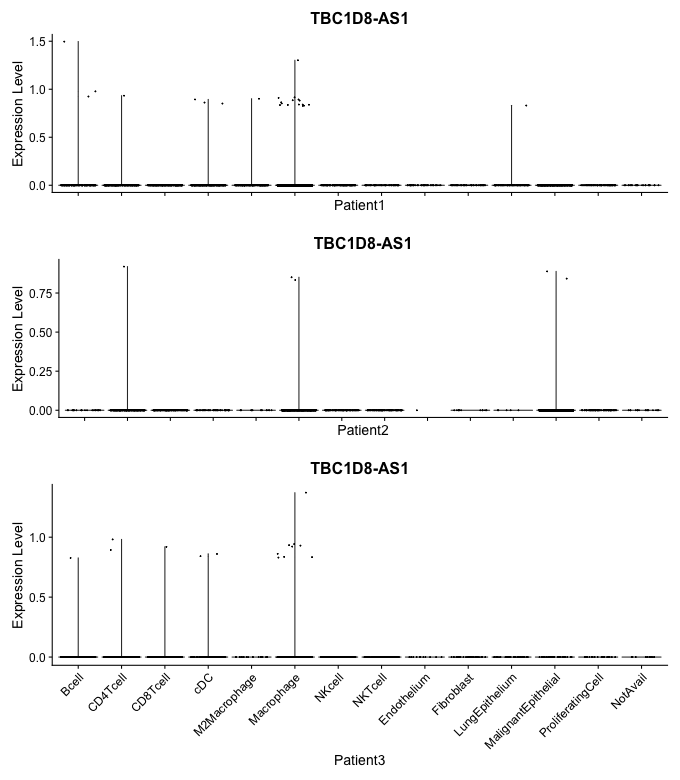 TBC1D8-AS1
Expression Level
1.5
1.0
0.5
0.0
Patient1
TBC1D8-AS1
Expression Level
0.75
0.50
0.25
0.00
Patient2
TBC1D8-AS1
Expression Level
1.0
0.5
0.0
Bcell
CD4Tcell
CD8Tcell
cDC
M2Macrophage
Macrophage
NKcell
NKTcell
Endothelium
Fibroblast
LungEpithelium
MalignantEpithelial
ProliferatingCell
NotAvail
Patient3